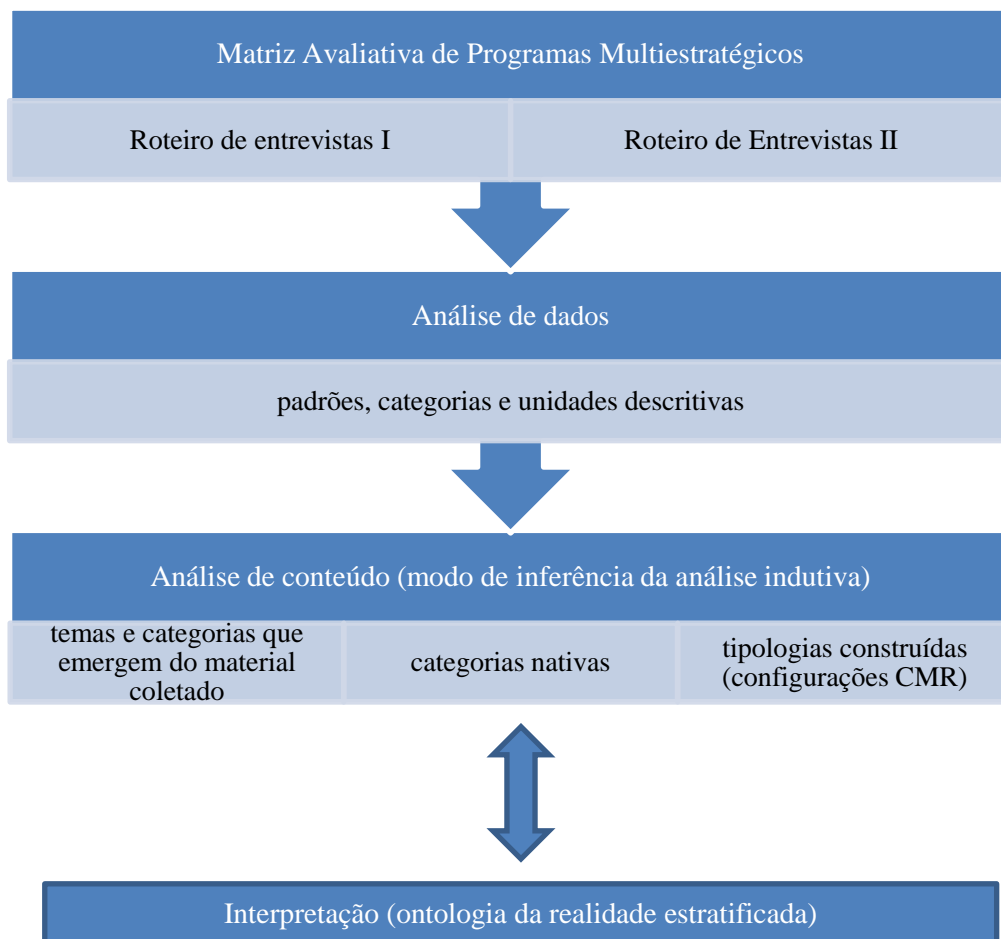 Matriz Avaliativa de Programas Multiestratégicos
Roteiro de entrevistas I
Roteiro de Entrevistas II
Análise de dados
padrões, categorias e unidades descritivas
Análise de conteúdo (modo de inferência da análise indutiva)
temas e categorias que
emergem do material
coletado
categorias nativas
tipologias construídas
(configurações CMR)
Interpretação (ontologia da realidade estratificada)